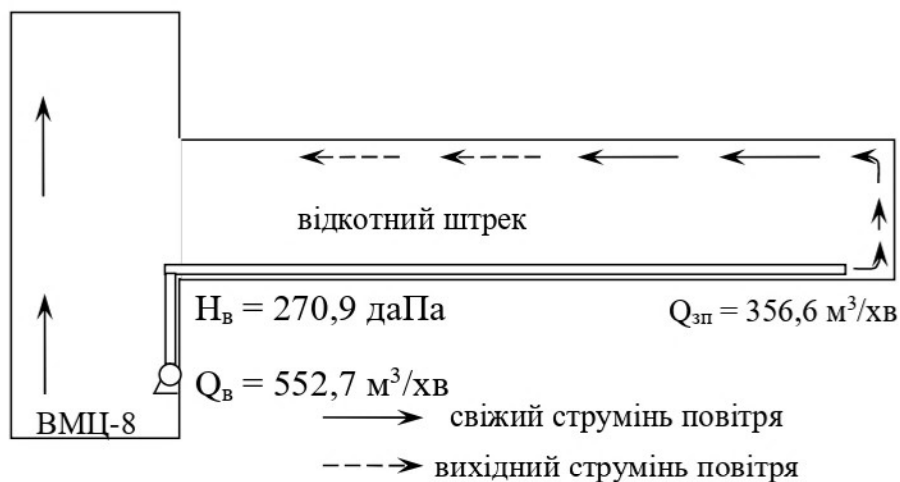 відкотний штрек
Hв = 270,9 даПа
Qзп = 356,6 м³/хв
Qв = 552,7 м³/хв
ВМЦ-8
свіжий струмінь повітря
вихідний струмінь повітря